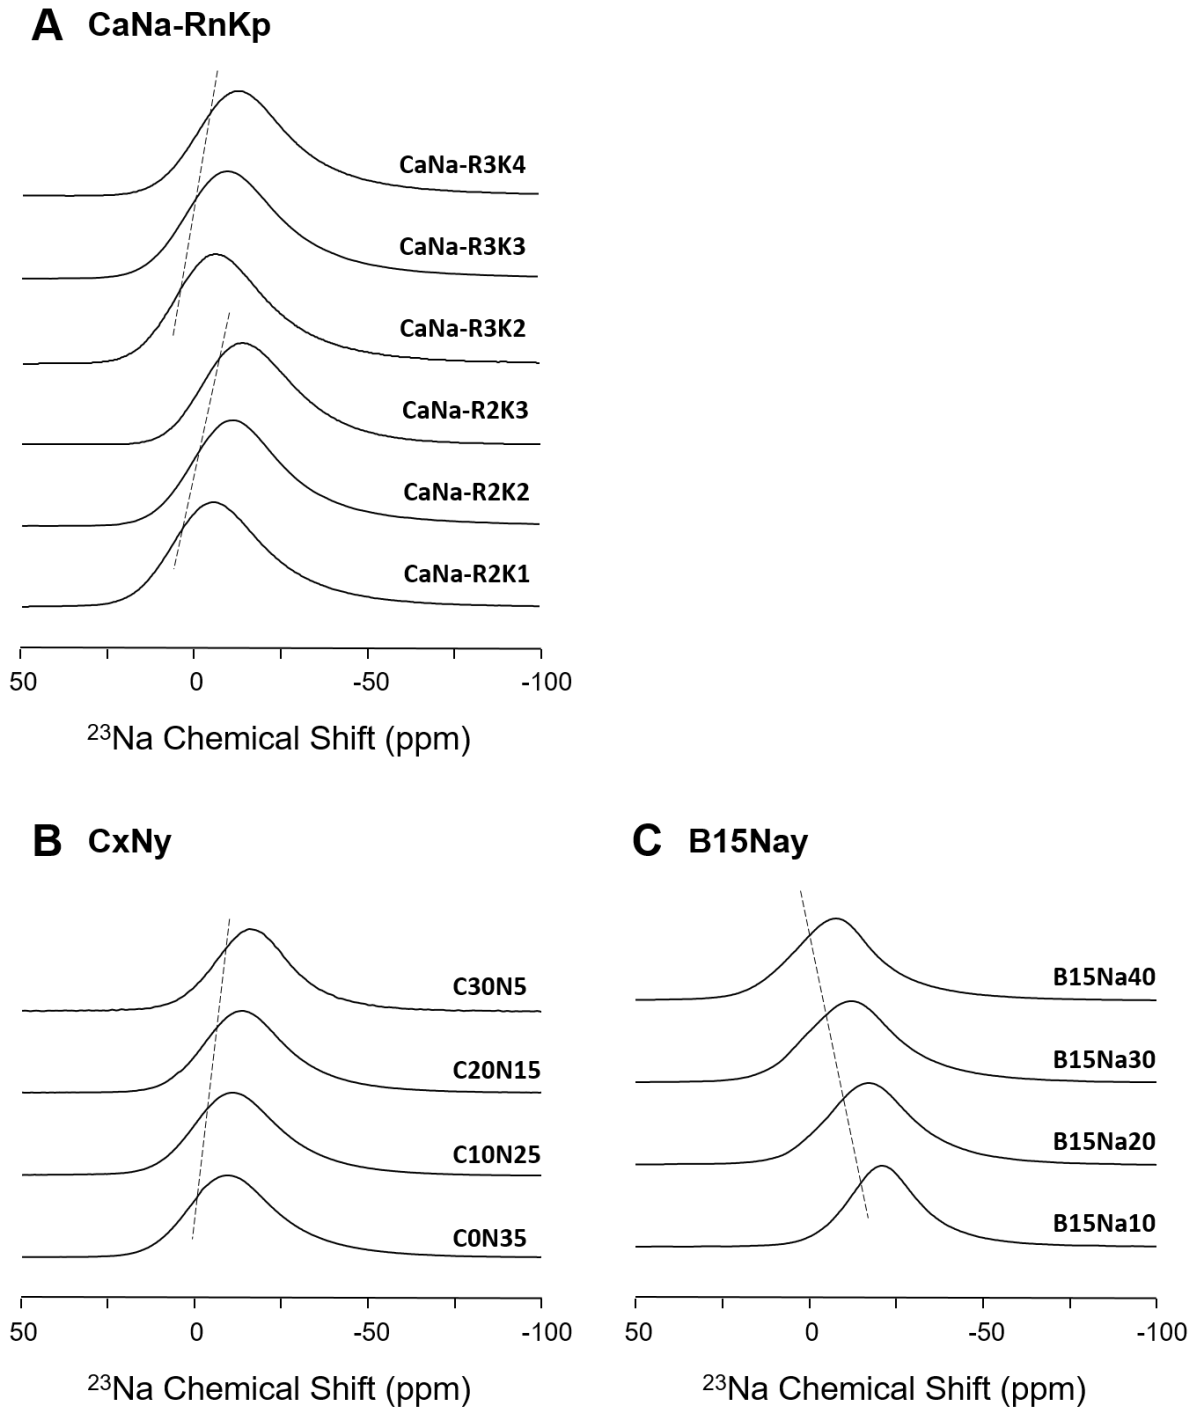 A CaNa-RnKp
CaNa-R3K4
CaNa-R3K3
CaNa-R3K2
CaNa-R2K3
CaNa-R2K2
CaNa-R2K1
50 0 -50 -100
²³Na Chemical Shift (ppm)
B CxNy
C30N5
C20N15
C10N25
C0N35
50 0 -50 -100
²³Na Chemical Shift (ppm)
C B15Nay
B15Na40
B15Na30
B15Na20
B15Na10
50 0 -50 -100
²³Na Chemical Shift (ppm)